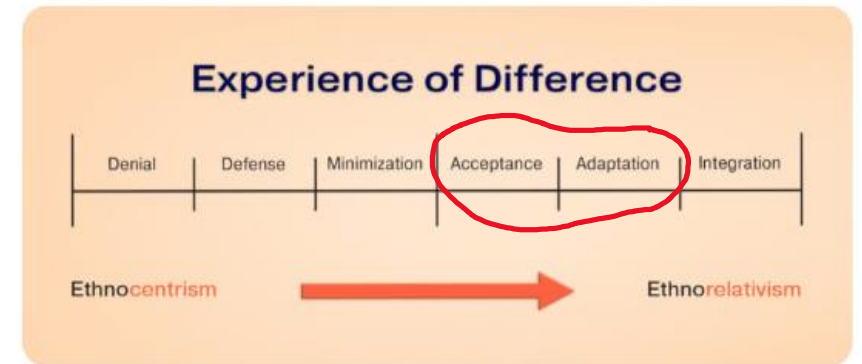 Experience of Difference
Denial Defense Minimization Acceptance Adaptation Integration
Ethnocentrism Ethnorelativism